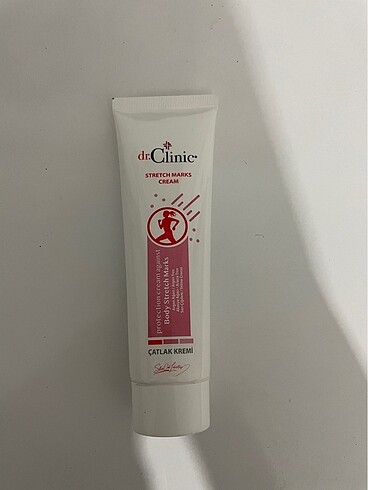 dr.Clinic
STRETCH MARKS
CREAM
protection cream against
Body Stretch Marks
ÇATLAK KREMİ